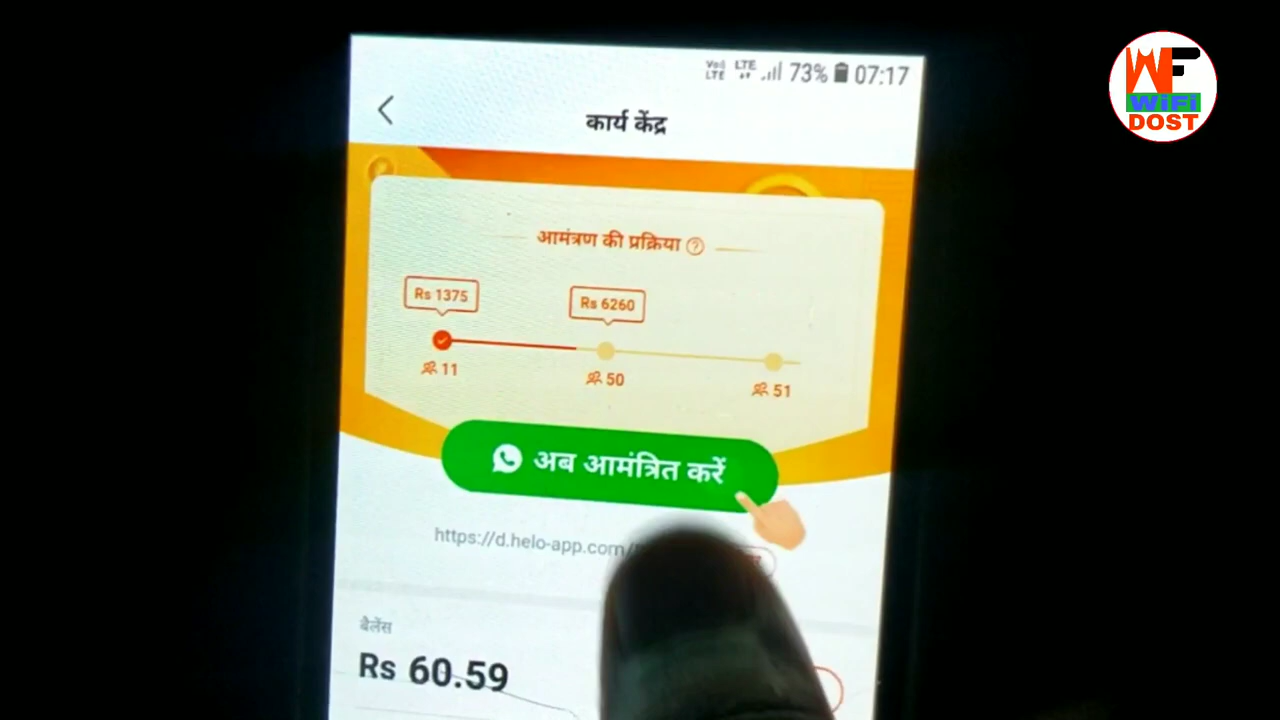 WF
WiFi
DOST
Vo) LTE
LTE
73% 07:17
कार्य केंद्र
आमंत्रण की प्रक्रिया ?
Rs 1375
Rs 6260
11
50
51
अब आमंत्रित करें
https://d.helo-app.com/
बैलेंस
Rs 60.59